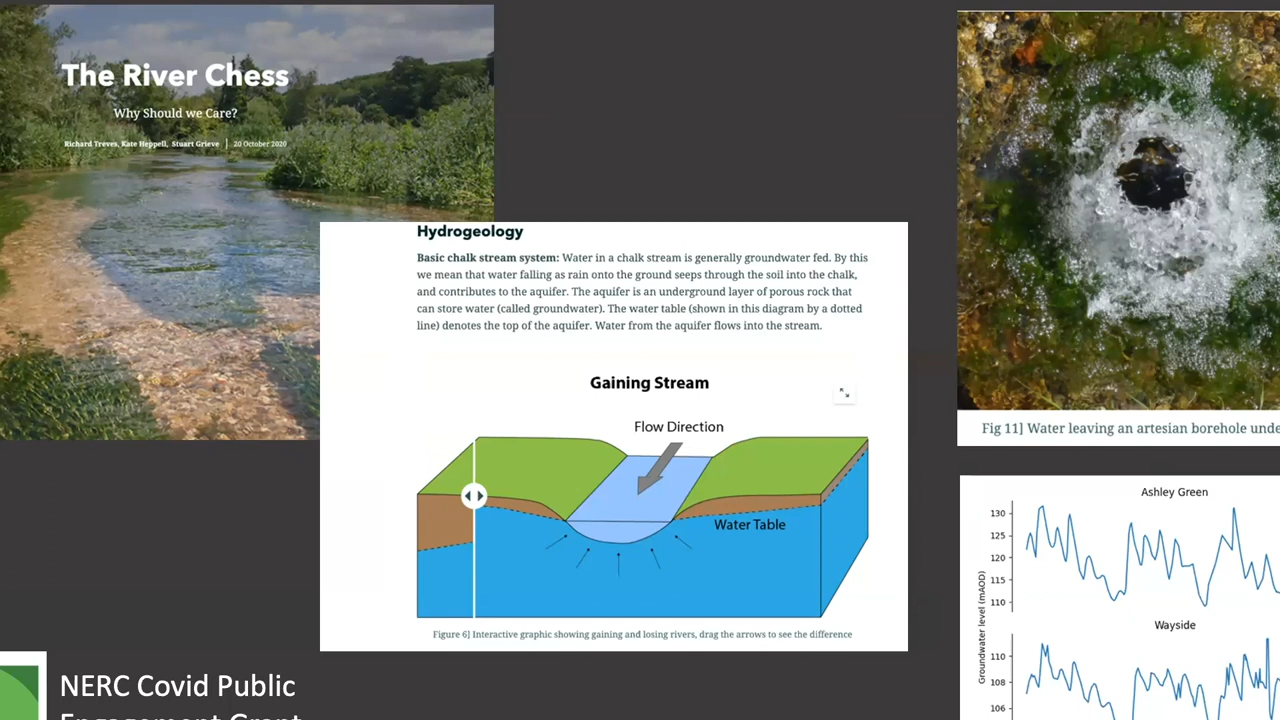 The River Chess
Why Should we Care?
Richard Treves, Kate Heppell, Stuart Grieve | 20 October 2020
Hydrogeology
Basic chalk stream system: Water in a chalk stream is generally groundwater fed. By this
we mean that water falling as rain onto the ground seeps through the soil into the chalk,
and contributes to the aquifer. The aquifer is an underground layer of porous rock that
can store water (called groundwater). The water table (shown in this diagram by a dotted
line) denotes the top of the aquifer. Water from the aquifer flows into the stream.
Gaining Stream
Flow Direction
Water Table
Figure 6] Interactive graphic showing gaining and losing rivers, drag the arrows to see the difference
Fig 11] Water leaving an artesian borehole unde
Ashley Green
130
125
120
115
110
Groundwater level (mAOD)
Wayside
110
108
106
NERC Covid Public
Engagement Grant